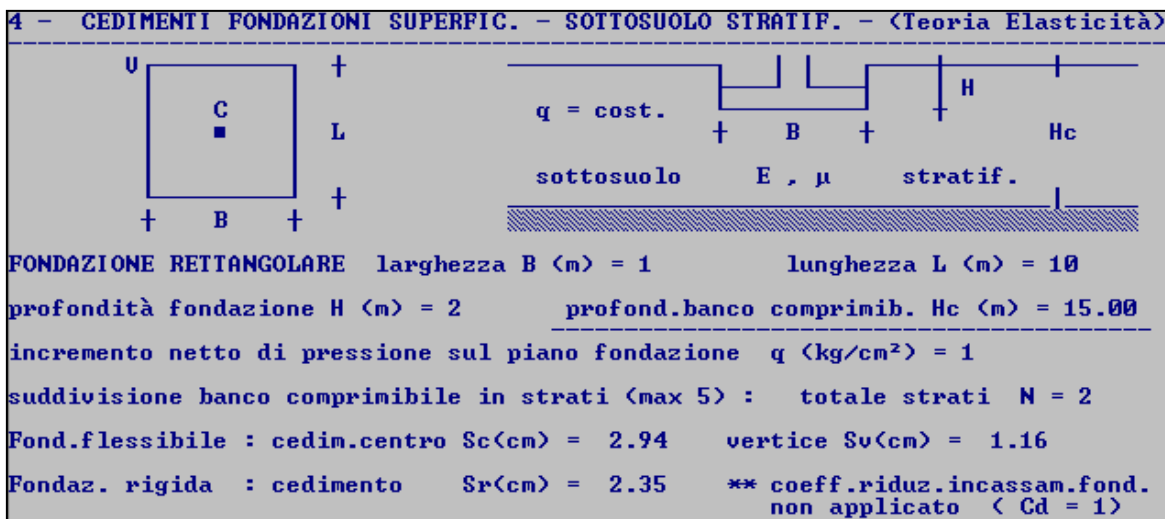 4 - CEDIMENTI FONDAZIONI SUPERFIC. - SOTTOSUOLO STRATIF. - (Teoria Elasticità)
V
C
L
B
q = cost.
B
H
Hc
sottosuolo E , μ stratif.
FONDAZIONE RETTANGOLARE larghezza B (m) = 1 lunghezza L (m) = 10
profondità fondazione H (m) = 2 profond.banco comprimib. Hc (m) = 15.00
incremento netto di pressione sul piano fondazione q (kg/cm²) = 1
suddivisione banco comprimibile in strati (max 5) : totale strati N = 2
Fond.flessibile : cedim.centro Sc(cm) = 2.94 vertice Sv(cm) = 1.16
Fondaz. rigida : cedimento Sr(cm) = 2.35 ** coeff.riduz.incassam.fond.
non applicato ( Cd = 1)